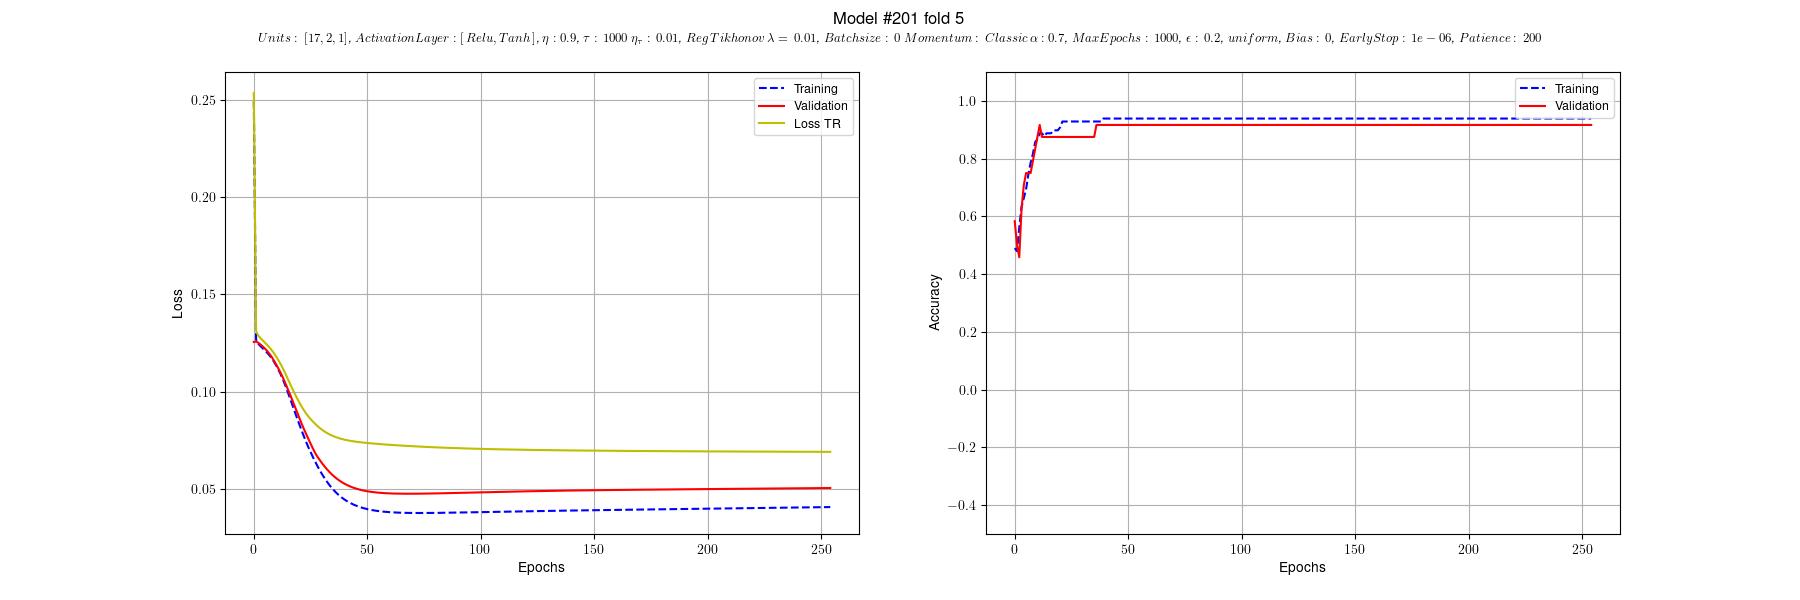 Model #201 fold 5
Units : [17, 2, 1], ActivationLayer : [Relu, Tanh], η : 0.9, τ : 1000 ητ : 0.01, RegTikhonov λ = 0.01, Batchsize : 0 Momentum : Classic α : 0.7, MaxEpochs : 1000, ϵ : 0.2, uniform, Bias : 0, EarlyStop : 1e − 06, Patience : 200
Training
Validation
Loss TR
0.25
0.20
0.15
0.10
0.05
Loss
0 50 100 150 200 250
Epochs
Training
Validation
1.0
0.8
0.6
0.4
0.2
0.0
−0.2
−0.4
Accuracy
0 50 100 150 200 250
Epochs